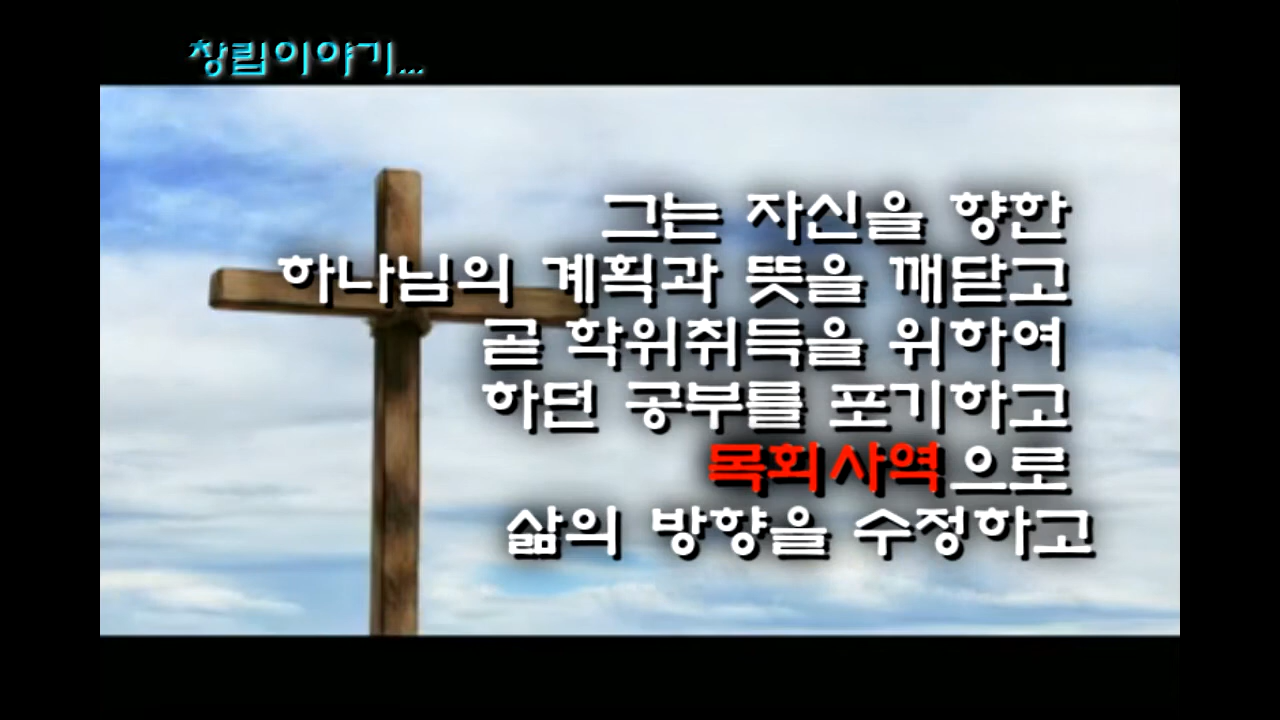 창립이야기...
그는 자신을 향한
하나님의 계획과 뜻을 깨닫고
곧 학위취득을 위하여
하던 공부를 포기하고
목회사역으로
삶의 방향을 수정하고